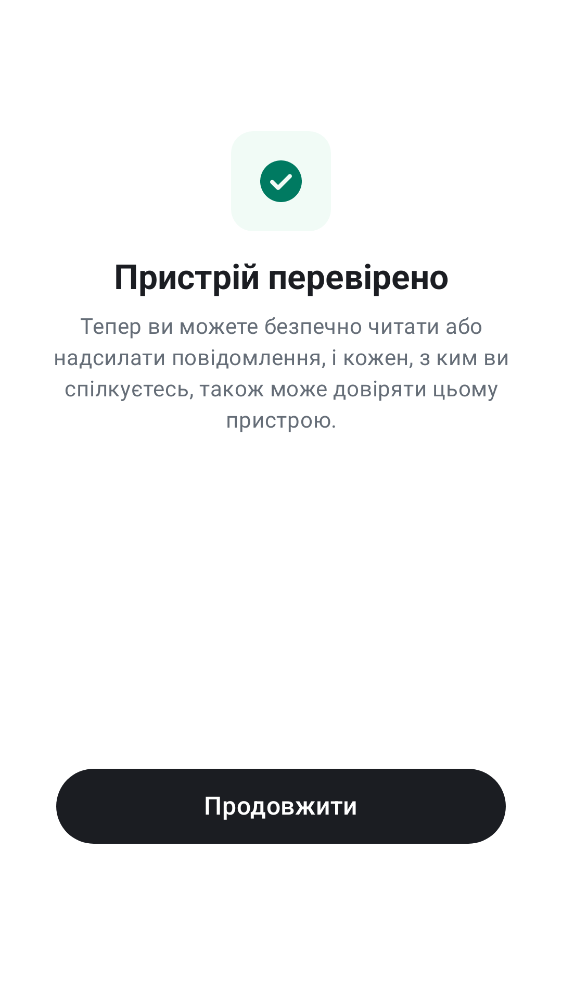 Пристрій перевірено
Тепер ви можете безпечно читати або
надсилати повідомлення, і кожен, з ким ви
спілкуєтесь, також може довіряти цьому
пристрою.
Продовжити